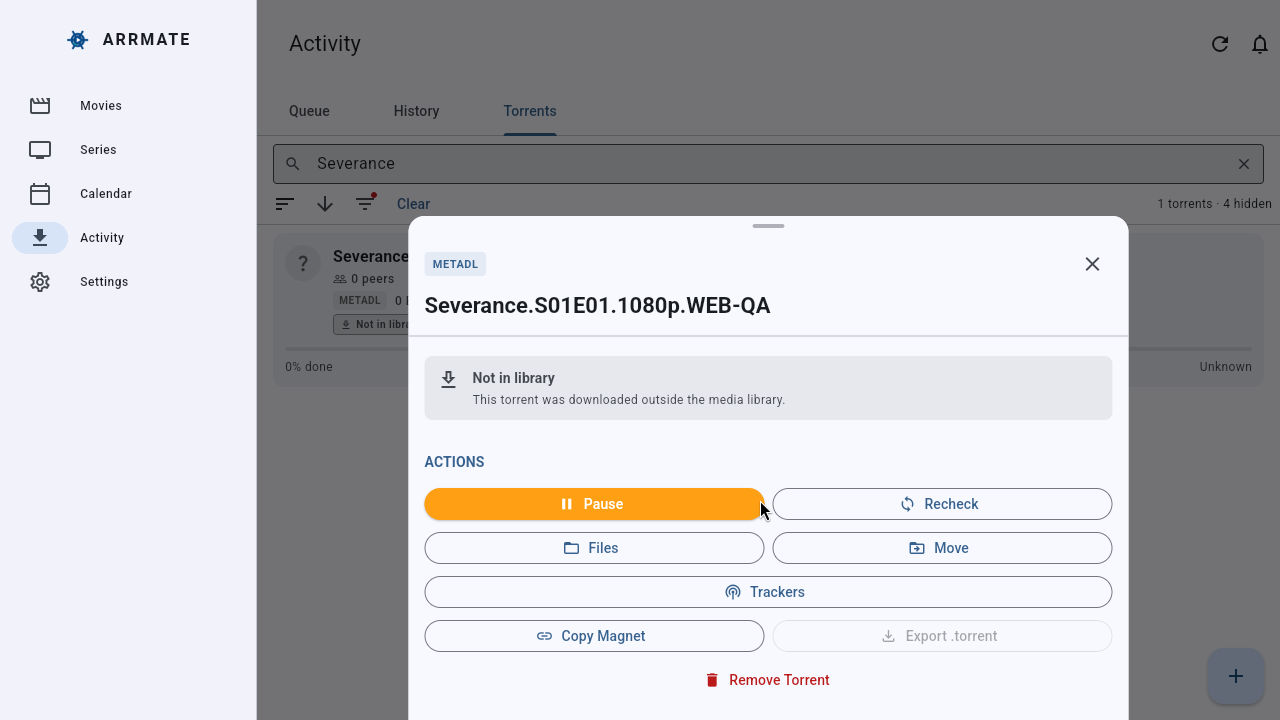 ARRMATE
Movies
Series
Calendar
Activity
Settings
Activity
Queue
History
Torrents
Severance
Clear
1 torrents · 4 hidden
Severance
0 peers
METADL
0
Not in libra
0% done
Unknown
METADL
Severance.S01E01.1080p.WEB-QA
Not in library
This torrent was downloaded outside the media library.
ACTIONS
Pause
Recheck
Files
Move
Trackers
Copy Magnet
Export .torrent
Remove Torrent